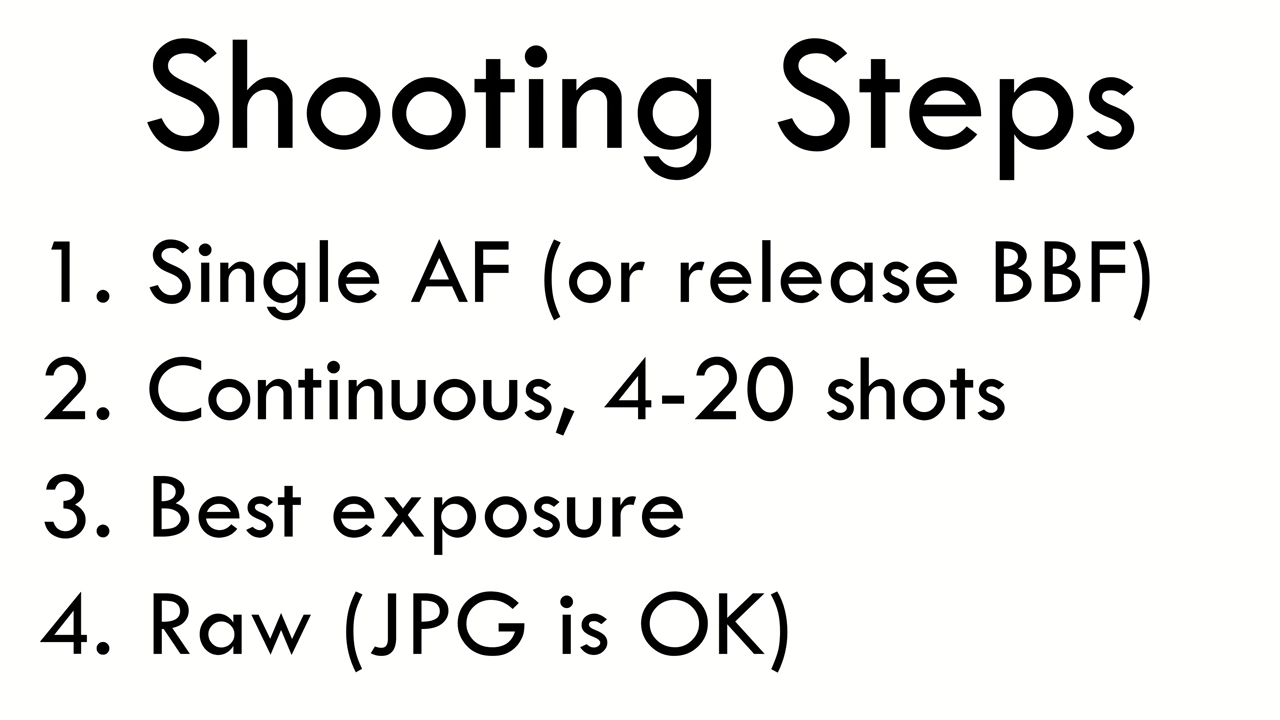 Shooting Steps
1. Single AF (or release BBF)
2. Continuous, 4-20 shots
3. Best exposure
4. Raw (JPG is OK)